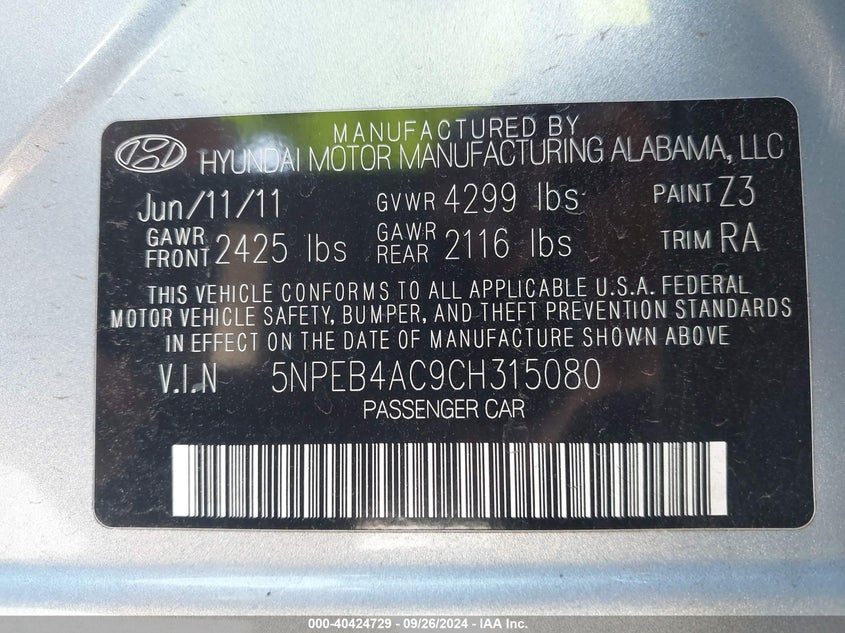 MANUFACTURED BY
HYUNDAI MOTOR MANUFACTURING ALABAMA, LLC
Jun/11/11 GVWR 4299 lbs PAINT Z3
GAWR FRONT 2425 lbs GAWR REAR 2116 lbs TRIM RA
THIS VEHICLE CONFORMS TO ALL APPLICABLE U.S.A. FEDERAL
MOTOR VEHICLE SAFETY, BUMPER, AND THEFT PREVENTION STANDARDS
IN EFFECT ON THE DATE OF MANUFACTURE SHOWN ABOVE
V.I.N 5NPEB4AC9CH315080
PASSENGER CAR
000-40424729 - 09/26/2024 - IAA Inc.